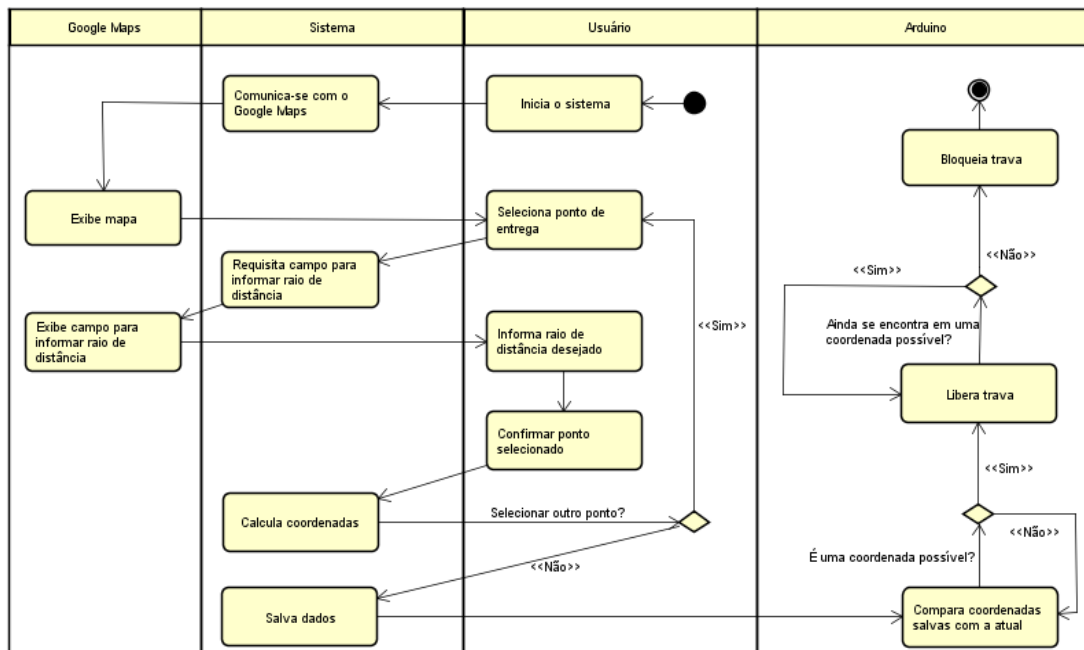 Google Maps
Sistema
Usuário
Arduino
Comunica-se com o
Google Maps
Inicia o sistema
Bloqueia trava
Exibe mapa
Seleciona ponto de
entrega
<<Não>>
<<Sim>>
Requisita campo para
informar raio de
distância
Exibe campo para
informar raio de
distância
Informa raio de
distância desejado
<<Sim>>
Ainda se encontra em uma
coordenada possível?
Libera trava
Confirmar ponto
selecionado
<<Sim>>
Calcula coordenadas
Selecionar outro ponto?
<<Não>>
É uma coordenada possível?
<<Não>>
Salva dados
Compara coordenadas
salvas com a atual